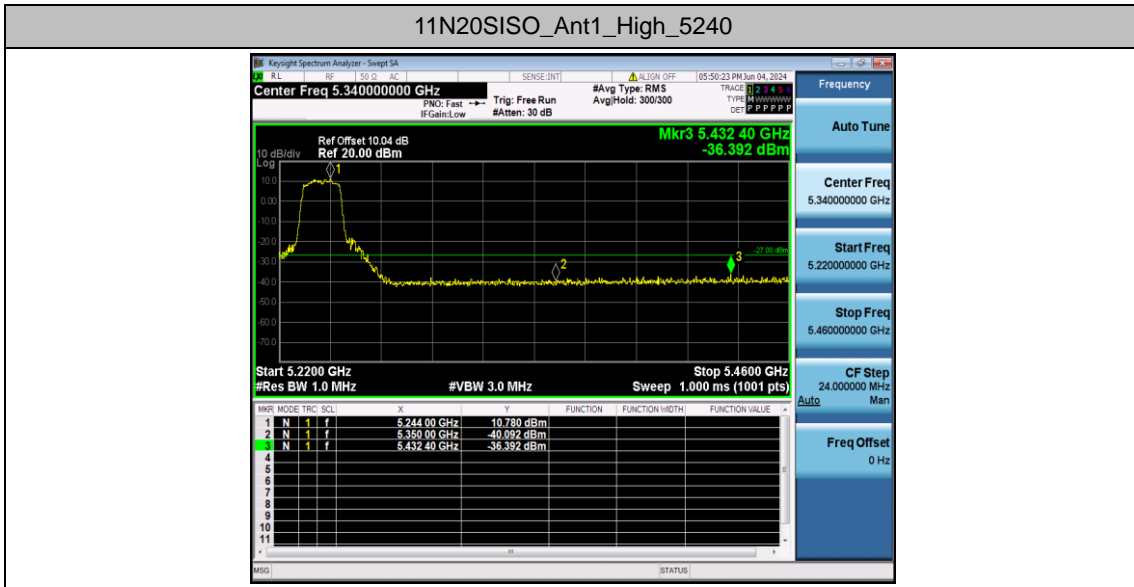 11N20SISO_Ant1_High_5240
Keysight Spectrum Analyzer - Swept SA
RL RF 50 Ω AC SENSE:INT ALIGN OFF 05:50:23 PM Jun 04, 2024
Center Freq 5.340000000 GHz
PNO: Fast
IFGain:Low
Trig: Free Run
#Atten: 30 dB
#Avg Type: RMS
Avg|Hold: 300/300
TRACE 1 2 3 4 5 6
TYPE M WWWWW
DET P P P P P P
Frequency
Auto Tune
Center Freq
5.340000000 GHz
Start Freq
5.220000000 GHz
Stop Freq
5.460000000 GHz
CF Step
24.000000 MHz
Auto Man
Freq Offset
0 Hz
Mkr3 5.432 40 GHz
-36.392 dBm
Ref Offset 10.04 dB
10 dB/div Ref 20.00 dBm
Log
10.0
0.00
-10.0
-20.0
-30.0
-40.0
-50.0
-60.0
-70.0
1
2
3
-27.00 dBm
Start 5.2200 GHz Stop 5.4600 GHz
#Res BW 1.0 MHz #VBW 3.0 MHz Sweep 1.000 ms (1001 pts)
MKR MODE TRC SCL X Y FUNCTION FUNCTION WIDTH FUNCTION VALUE
1 N 1 f 5.244 00 GHz 10.780 dBm
2 N 1 f 5.350 00 GHz -40.092 dBm
3 N 1 f 5.432 40 GHz -36.392 dBm
4
5
6
7
8
9
10
11
MSG STATUS